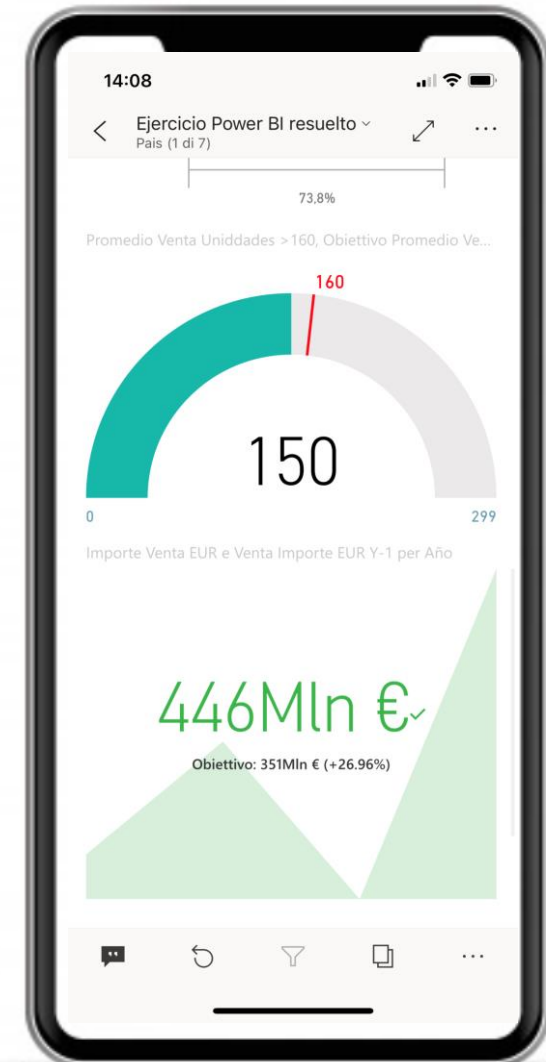 14:08
Ejercicio Power BI resuelto
Pais (1 di 7)
73,8%
Promedio Venta Uniddades >160, Obiettivo Promedio Ve...
160
150
0
299
Importe Venta EUR e Venta Importe EUR Y-1 per Año
446Mln €
Obiettivo: 351Mln € (+26.96%)